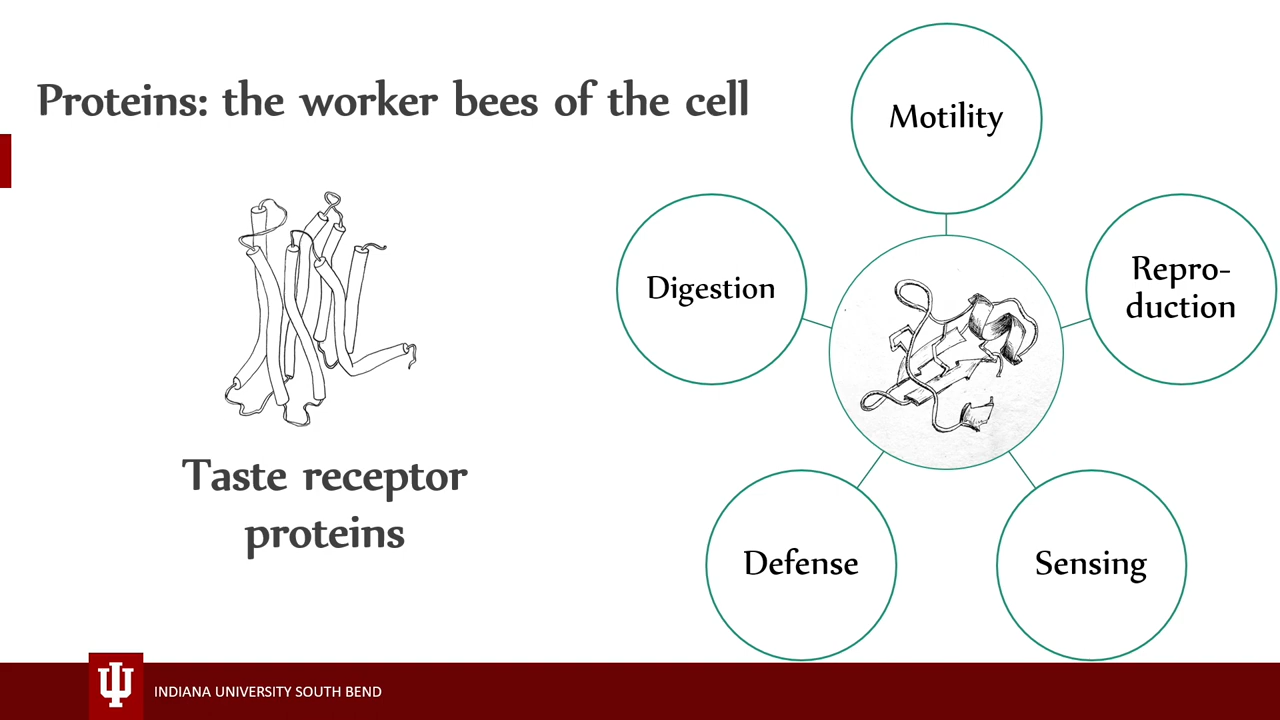 Proteins: the worker bees of the cell
Motility
Digestion
Repro-
duction
Taste receptor
proteins
Defense
Sensing
INDIANA UNIVERSITY SOUTH BEND